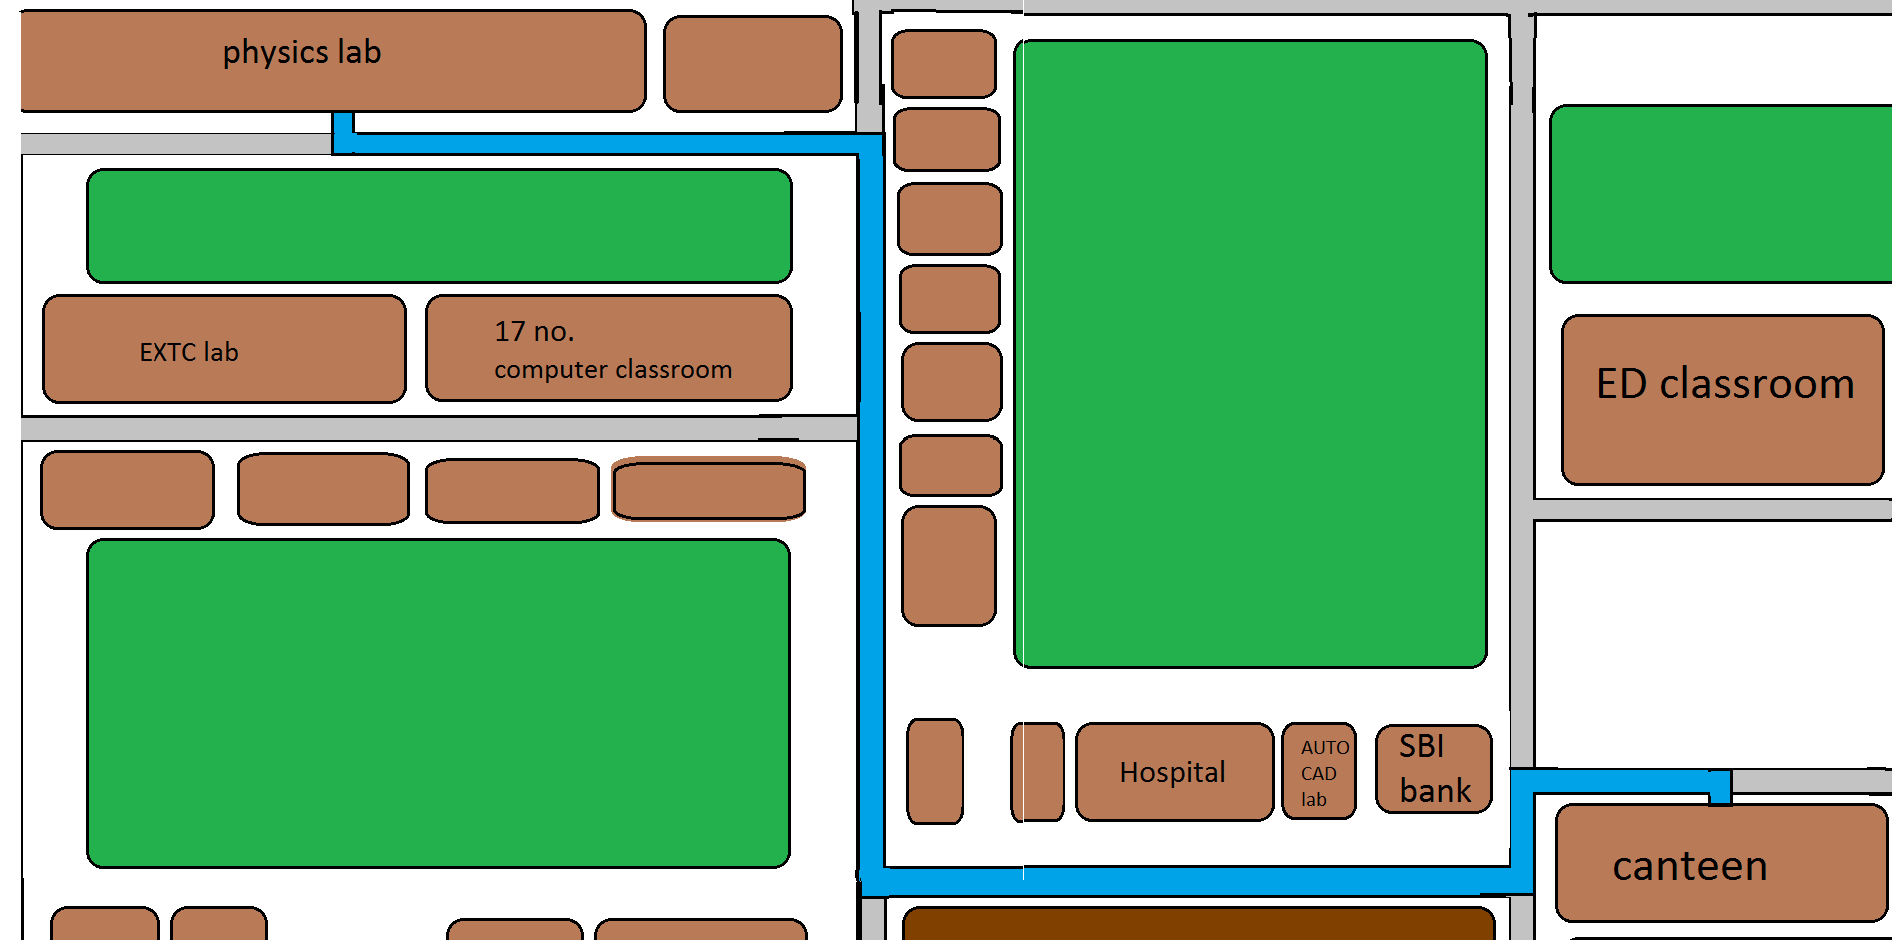 physics lab
EXTC lab
17 no.
computer classroom
ED classroom
Hospital
AUTO
CAD
lab
SBI
bank
canteen